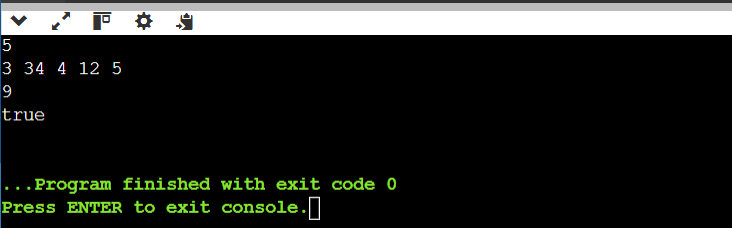 5
3 34 4 12 5
9
true
...Program finished with exit code 0
Press ENTER to exit console.